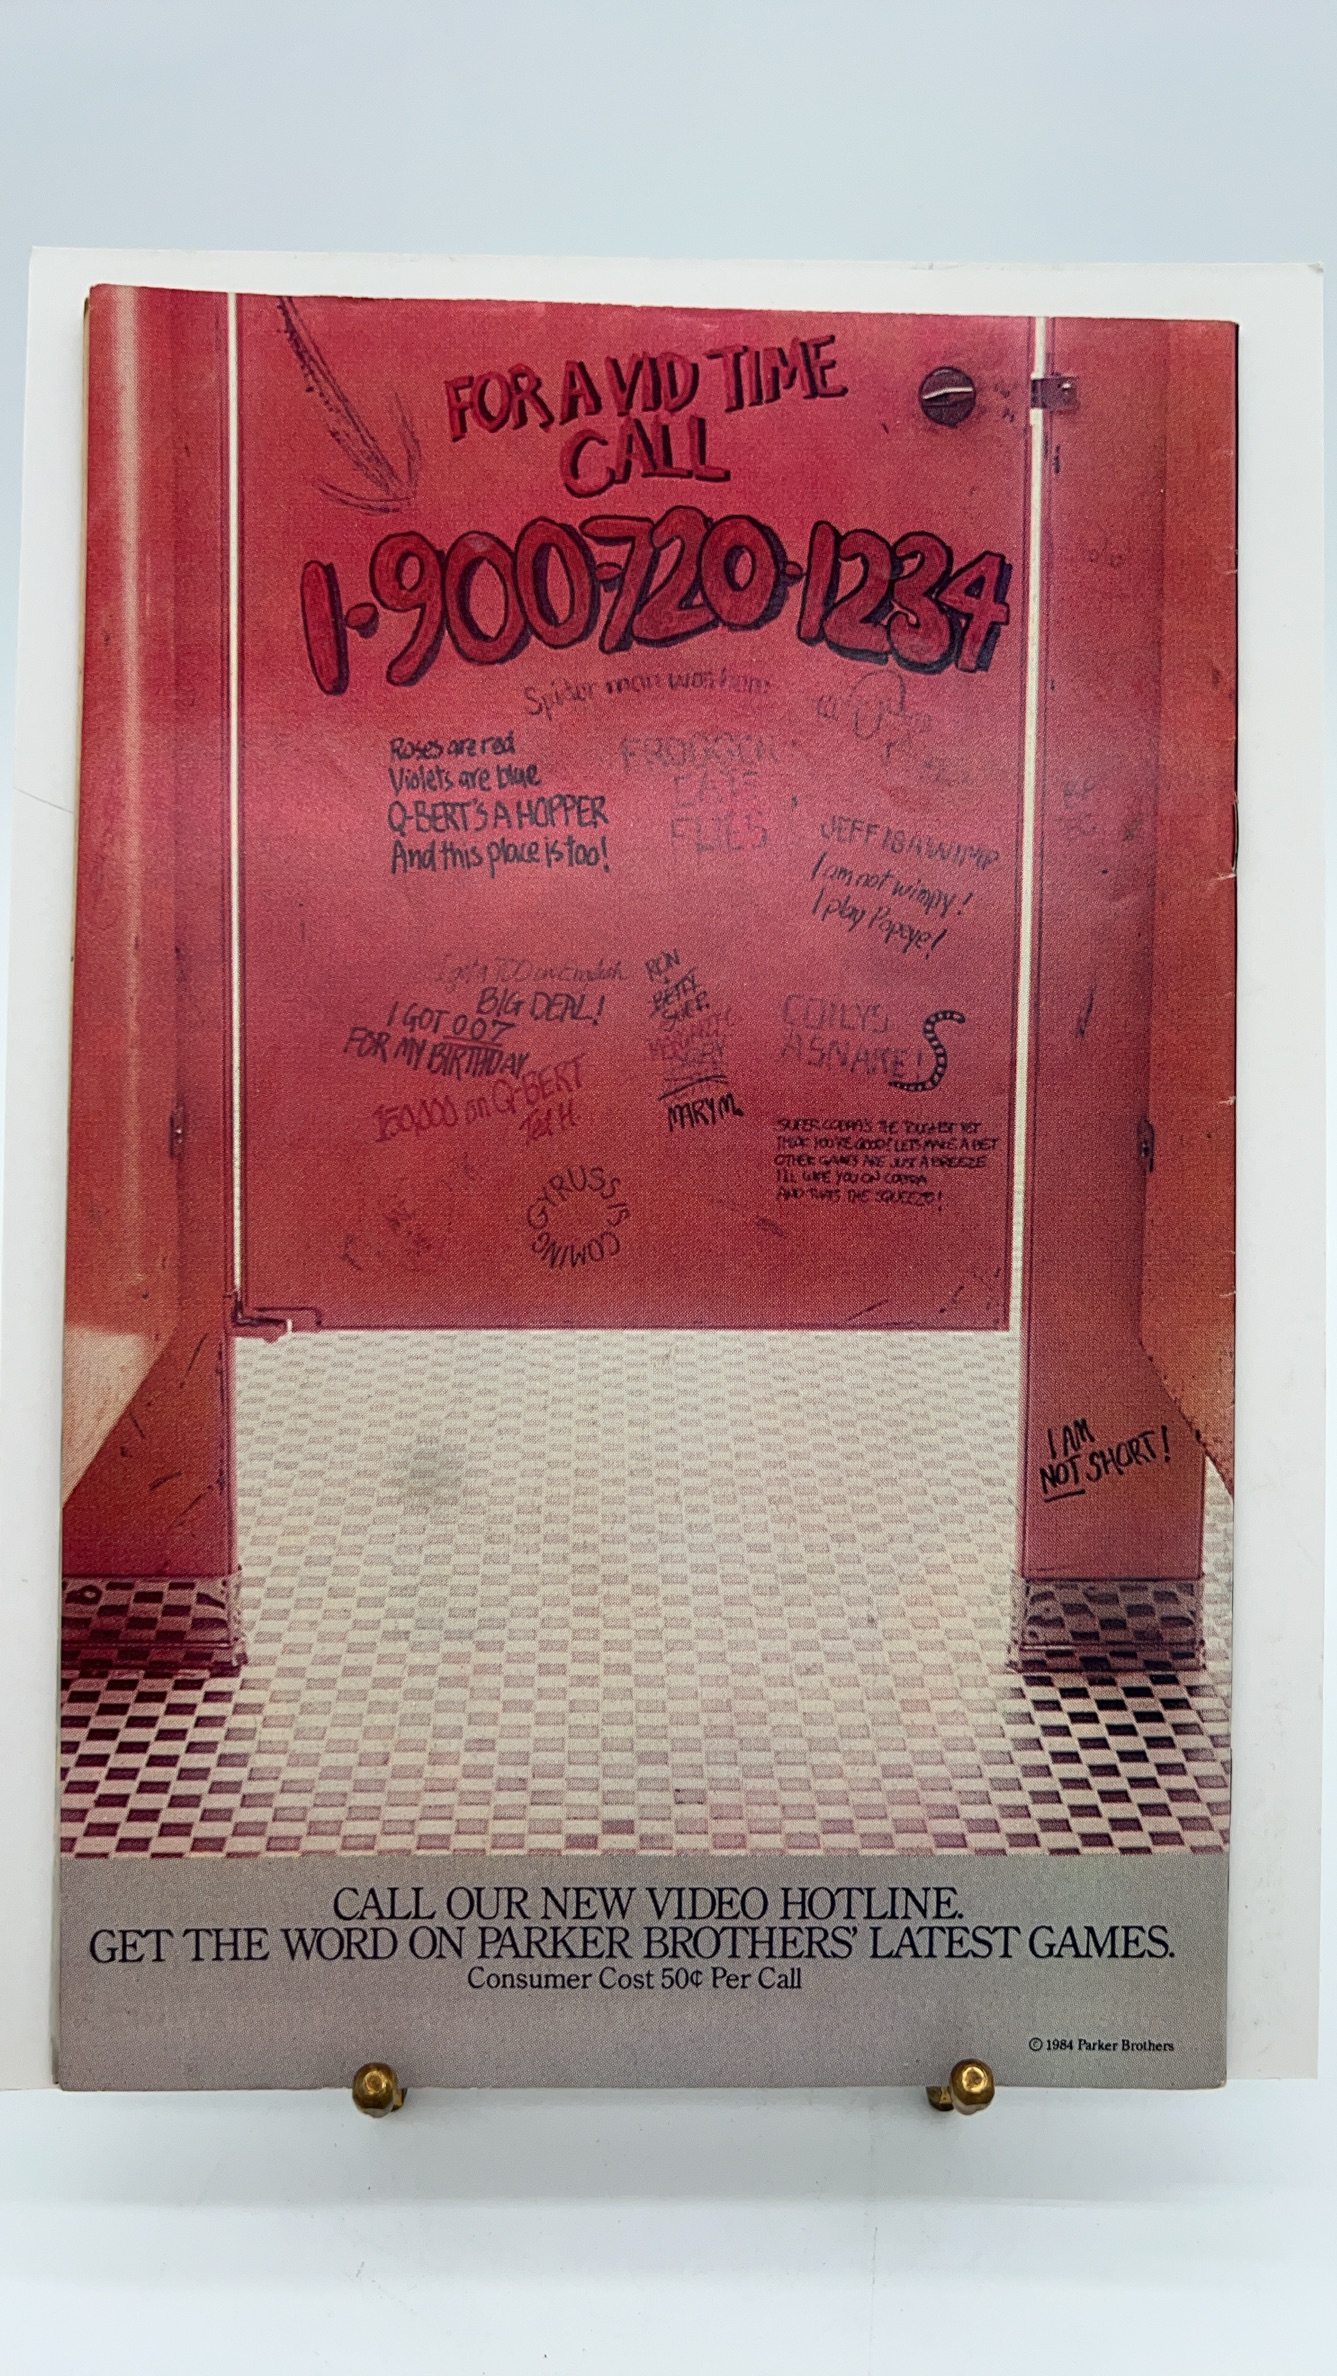 FOR A VID TIME
CALL
1-900-720-1234
Spider man was here
Roses are red
Violets are blue
Q-BERT'S A HOPPER
And this place is too!
FROGGER
EATS
FLIES
JEFF IS A WIMP
I am not wimpy!
I play Popeye!
BIG DEAL!
I GOT 007
FOR MY BIRTHDAY
150,000 on Q-BERT
RON
+
BETTY
SUE P.
MARY M.
COILY'S
A SNAKE!
SUPER COBRA'S THE TOUGHEST YET
THINK YOU'RE GOOD? LETS MAKE A BET
OTHER GAMES ARE JUST A BREEZE
I'LL WIPE YOU ON COBRA
AND THAT'S THE SQUEEZE!
GYRUSS IS COMING
I AM
NOT SHORT!
CALL OUR NEW VIDEO HOTLINE.
GET THE WORD ON PARKER BROTHERS' LATEST GAMES.
Consumer Cost 50¢ Per Call
© 1984 Parker Brothers